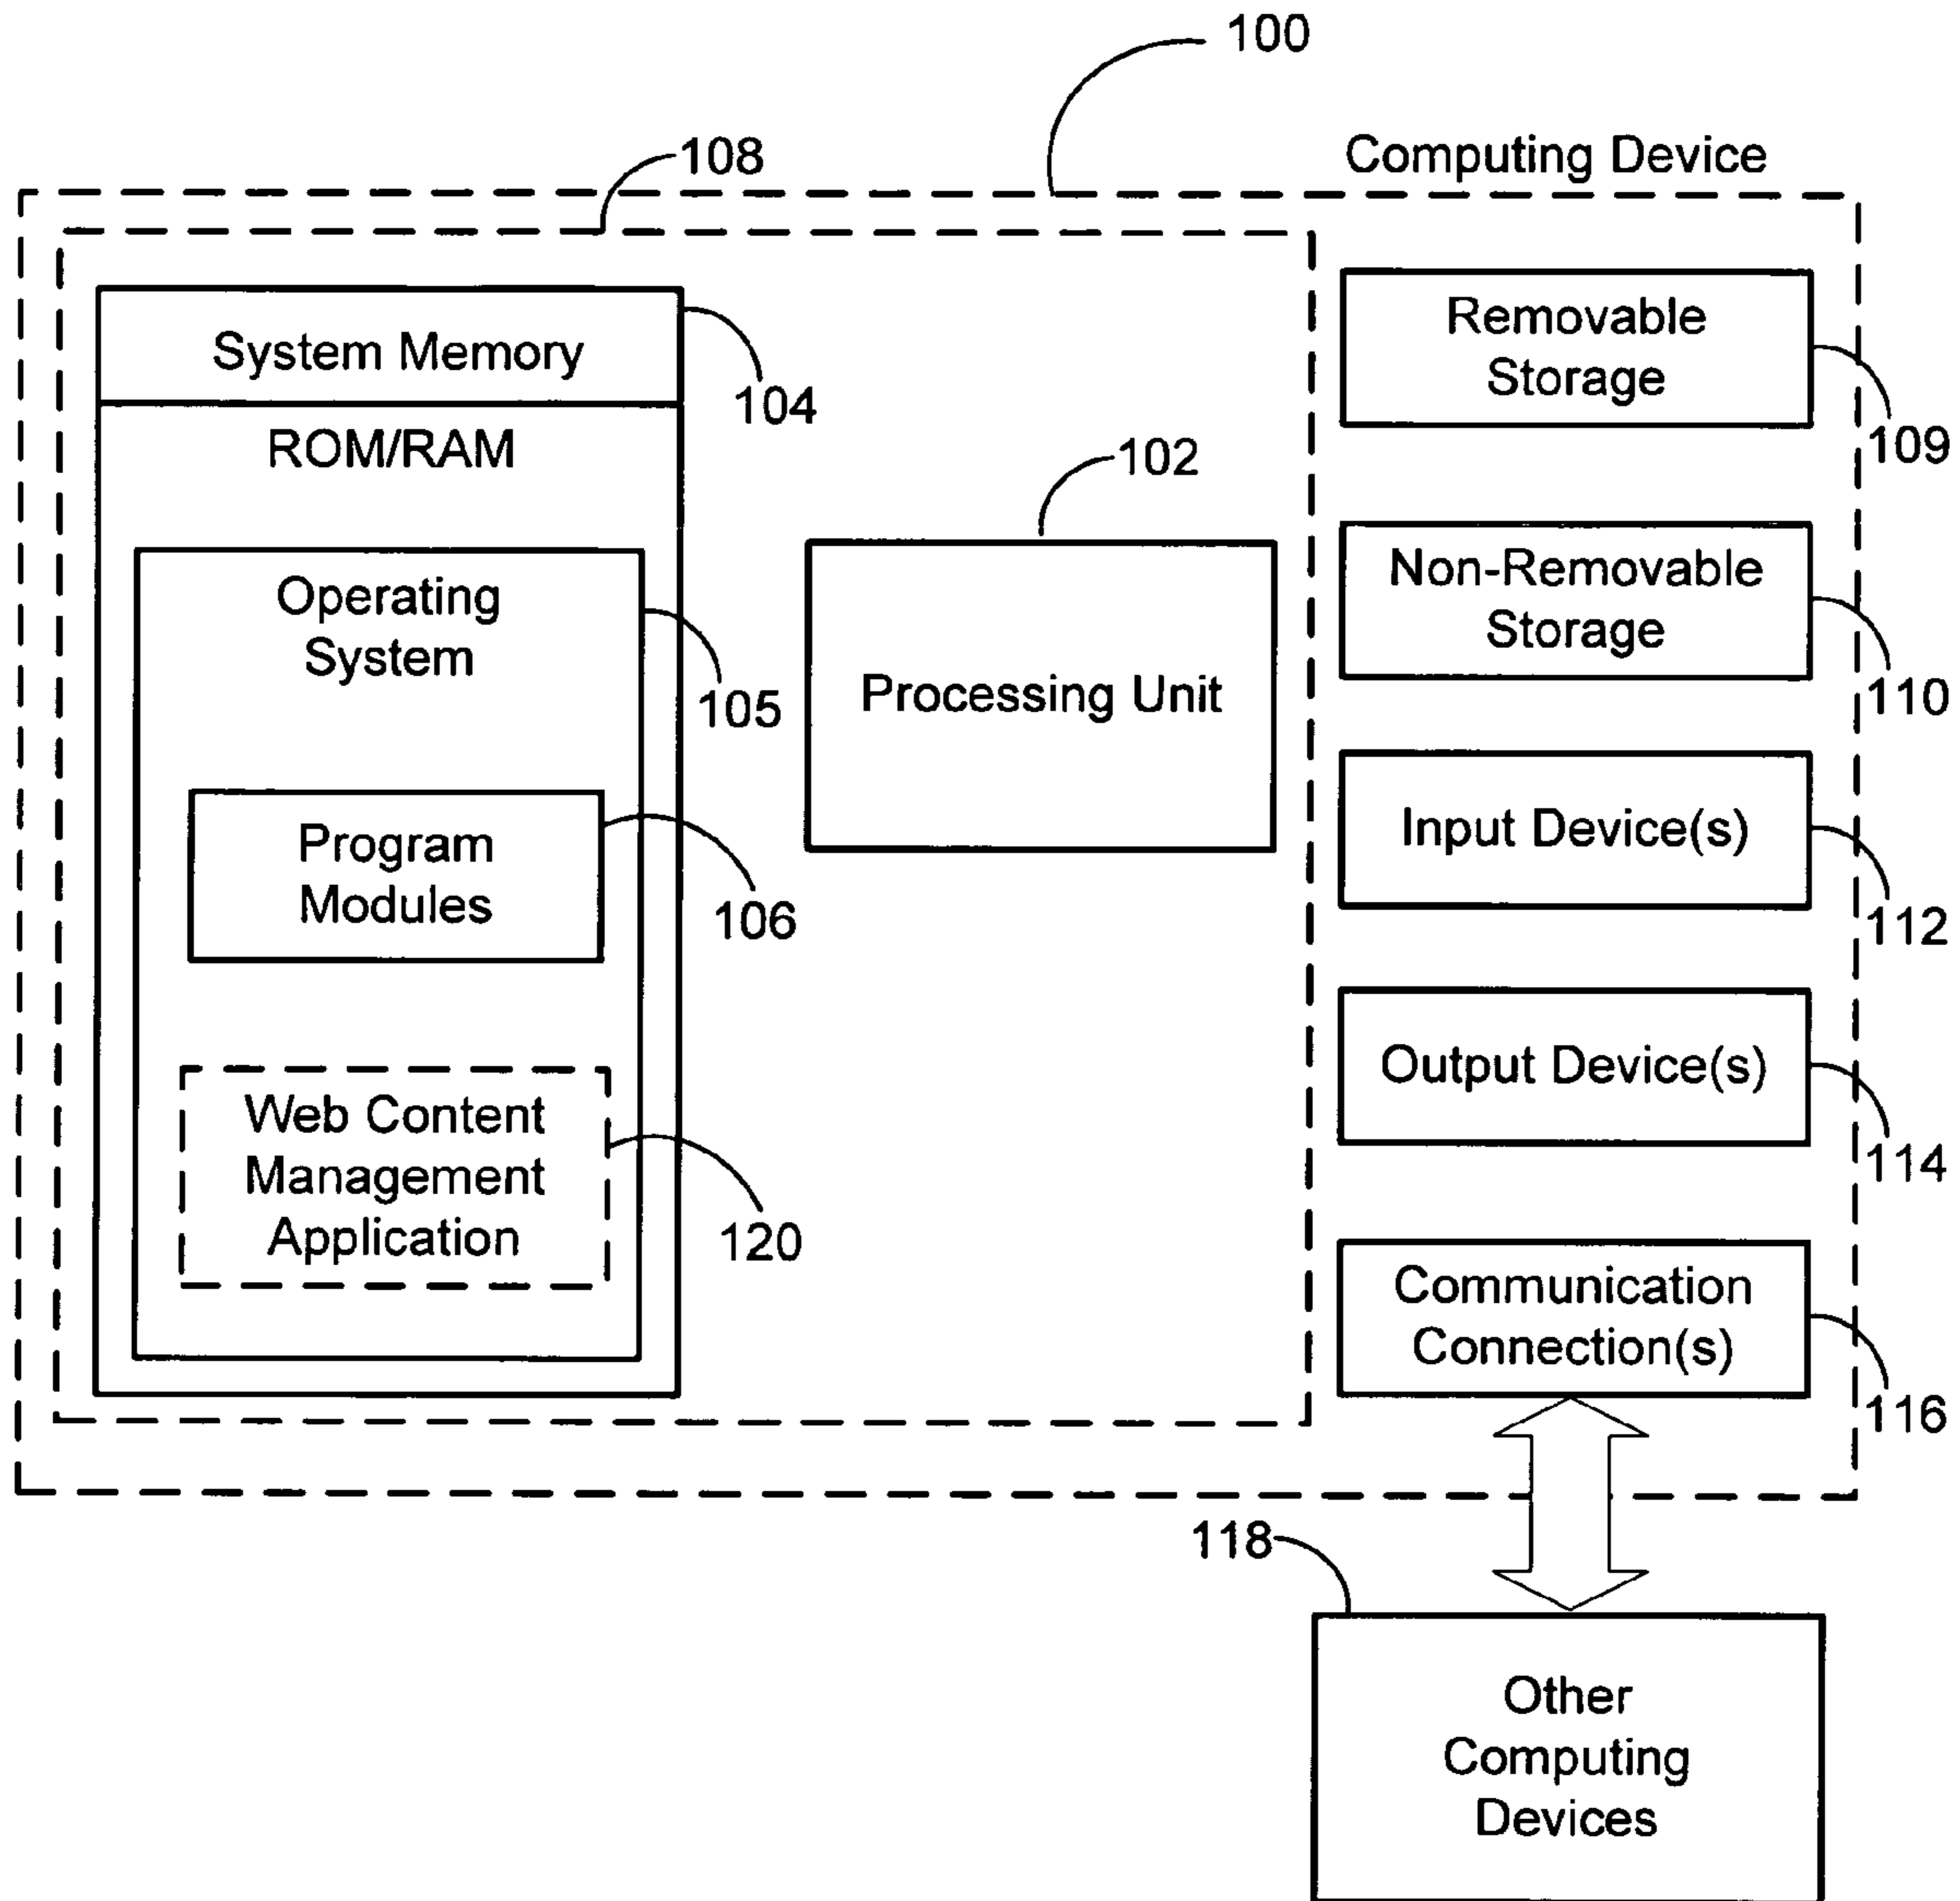 100
108
Computing Device
System Memory
104
ROM/RAM
Operating
System
105
Program
Modules
106
Web Content
Management
Application
120
102
Processing Unit
Removable
Storage
109
Non-Removable
Storage
110
Input Device(s)
112
Output Device(s)
114
Communication
Connection(s)
116
118
Other
Computing
Devices